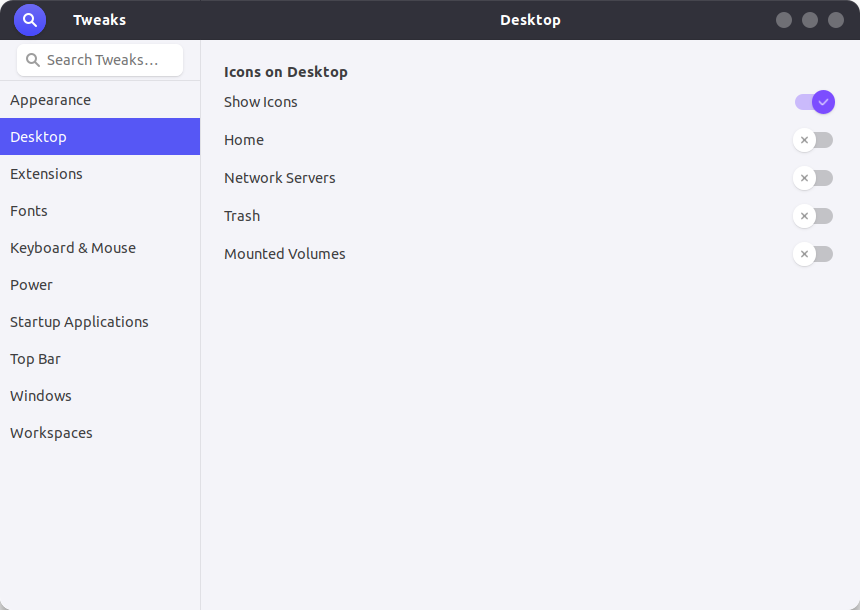 Tweaks
Desktop
Search Tweaks...
Appearance
Desktop
Extensions
Fonts
Keyboard & Mouse
Power
Startup Applications
Top Bar
Windows
Workspaces
Icons on Desktop
Show Icons
Home
Network Servers
Trash
Mounted Volumes